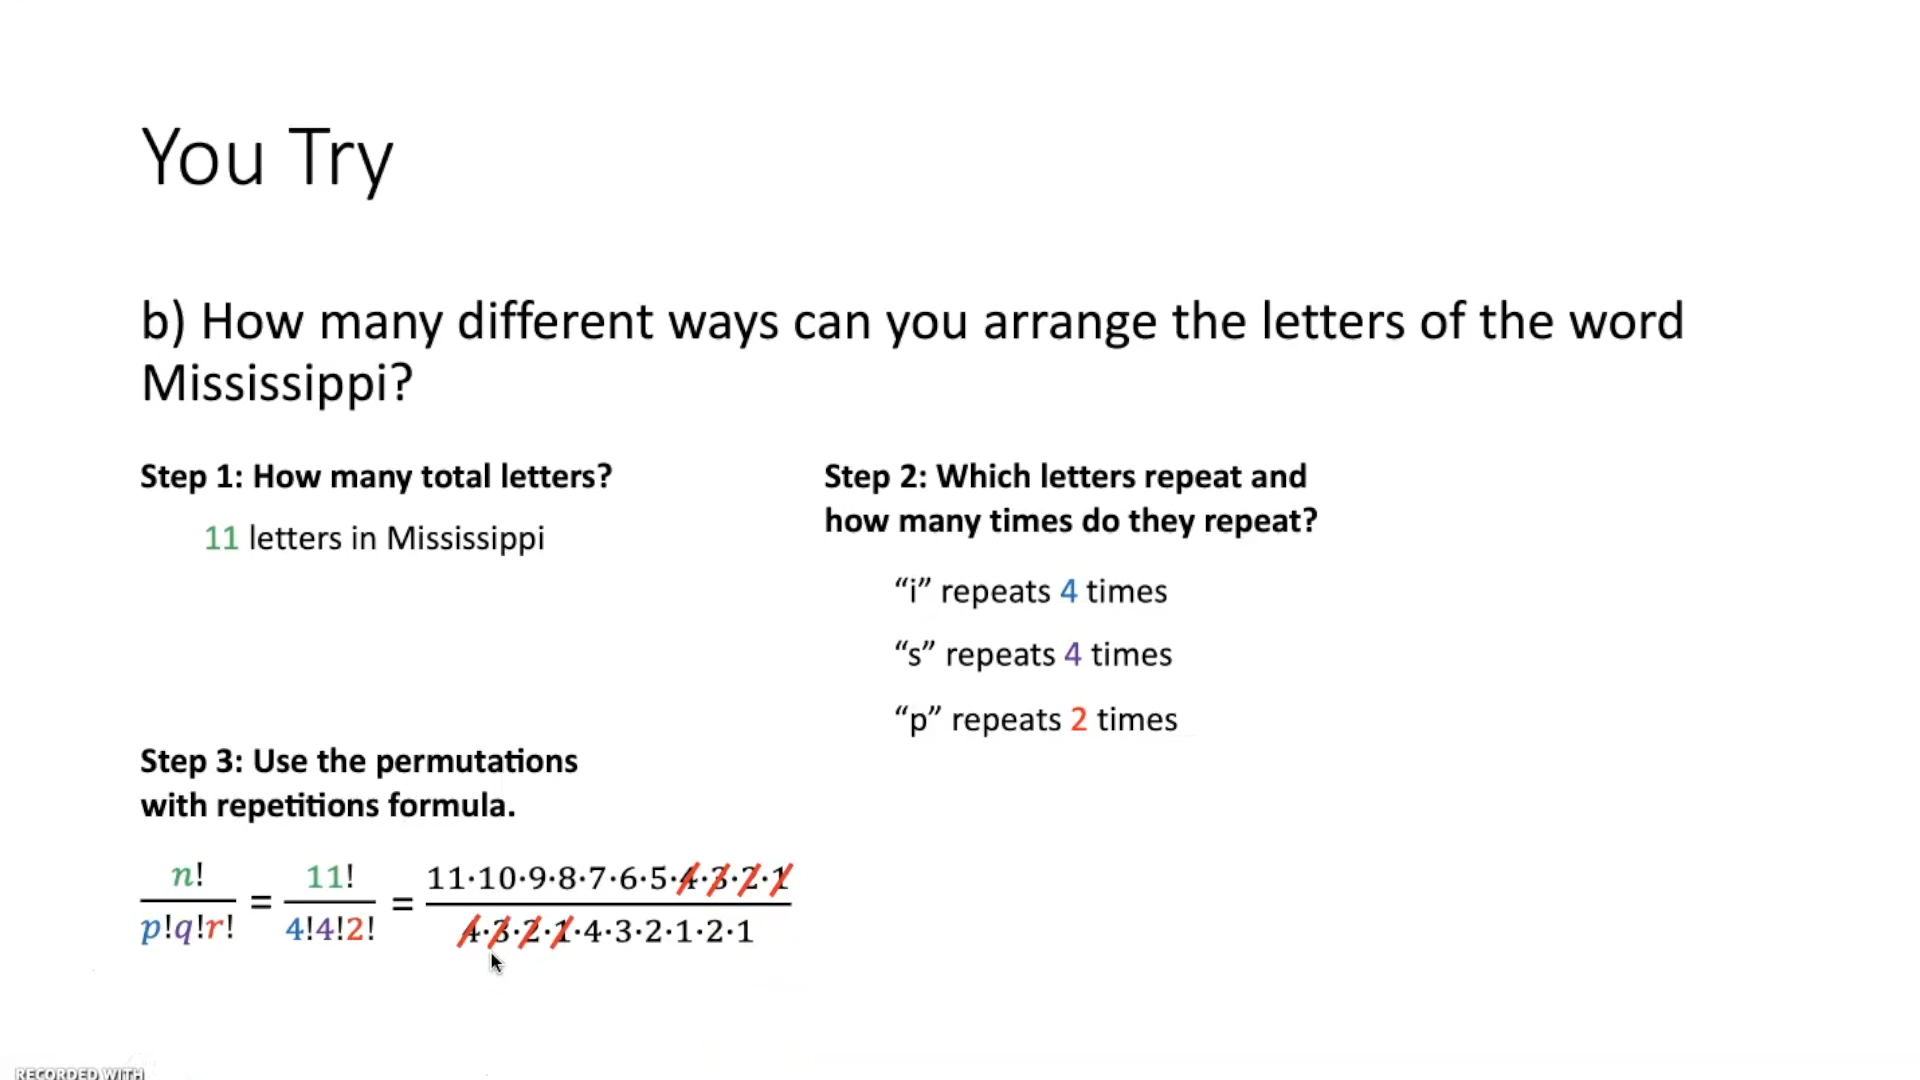 You Try
b) How many different ways can you arrange the letters of the word
Mississippi?
Step 1: How many total letters?
11 letters in Mississippi
Step 2: Which letters repeat and
how many times do they repeat?
“i” repeats 4 times
“s” repeats 4 times
“p” repeats 2 times
Step 3: Use the permutations
with repetitions formula.
n!/p!q!r! = 11!/4!4!2! = 11·10·9·8·7·6·5·4·3·2·1/4·3·2·1·4·3·2·1·2·1
RECORDED WITH